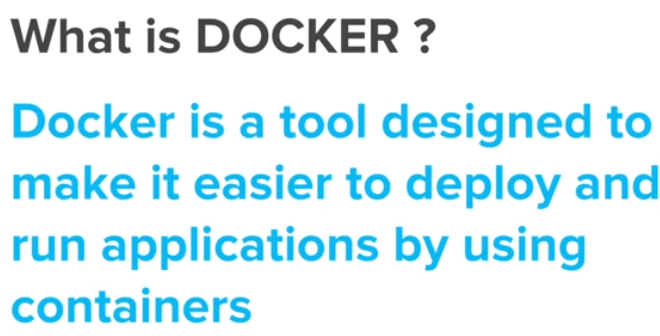 What is DOCKER ?
Docker is a tool designed to
make it easier to deploy and
run applications by using
containers